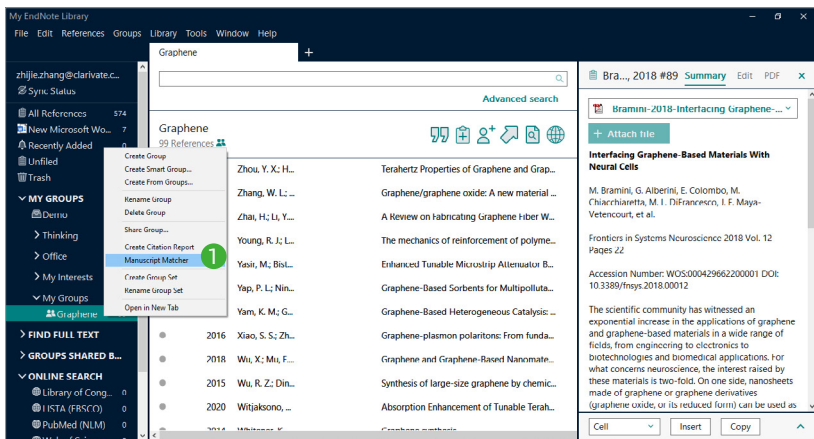 My EndNote Library
File Edit References Groups Library Tools Window Help
Graphene +
zhijie.zhang@clarivate.c...
Sync Status
All References 574
New Microsoft Wo... 7
Recently Added 0
Unfiled
Trash
MY GROUPS
Demo
Thinking
Office
My Interests
My Groups
Graphene
FIND FULL TEXT
GROUPS SHARED B...
ONLINE SEARCH
Library of Cong... 0
LISTA (EBSCO) 0
PubMed (NLM) 0
Create Group
Create Smart Group...
Create From Groups...
Rename Group
Delete Group
Share Group...
Create Citation Report
Manuscript Matcher
1
Create Group Set
Rename Group Set
Open in New Tab
Advanced search
Graphene
99 References
Zhou, Y. X.; H... Terahertz Properties of Graphene and Grap...
Zhang, W. L.; ... Graphene/graphene oxide: A new material ...
Zhai, H.; Li, Y.... A Review on Fabricating Graphene Fiber W...
Young, R. J.; L... The mechanics of reinforcement of polyme...
Yasir, M.; Bist... Enhanced Tunable Microstrip Attenuator B...
Yap, P. L.; Nin... Graphene-Based Sorbents for Multipolluta...
Yam, K. M.; G... Graphene-Based Heterogeneous Catalysis: ...
2016 Xiao, S. S.; Zh... Graphene-plasmon polaritons: From funda...
2018 Wu, X.; Mu, F.... Graphene and Graphene-Based Nanomate...
2015 Wu, R. Z.; Din... Synthesis of large-size graphene by chemic...
2020 Witjaksono, ... Absorption Enhancement of Tunable Terah...
Bra..., 2018 #89 Summary Edit PDF
Bramini-2018-Interfacing Graphene-...
+ Attach file
Interfacing Graphene-Based Materials With
Neural Cells
M. Bramini, G. Alberini, E. Colombo, M.
Chiacchiaretta, M. L. DiFrancesco, J. F. Maya-
Vetencourt, et al.
Frontiers in Systems Neuroscience 2018 Vol. 12
Pages 22
Accession Number: WOS:000429662200001 DOI:
10.3389/fnsys.2018.00012
The scientific community has witnessed an
exponential increase in the applications of graphene
and graphene-based materials in a wide range of
fields, from engineering to electronics to
biotechnologies and biomedical applications. For
what concerns neuroscience, the interest raised by
these materials is two-fold. On one side, nanosheets
made of graphene or graphene derivatives
(graphene oxide, or its reduced form) can be used as
Cell Insert Copy